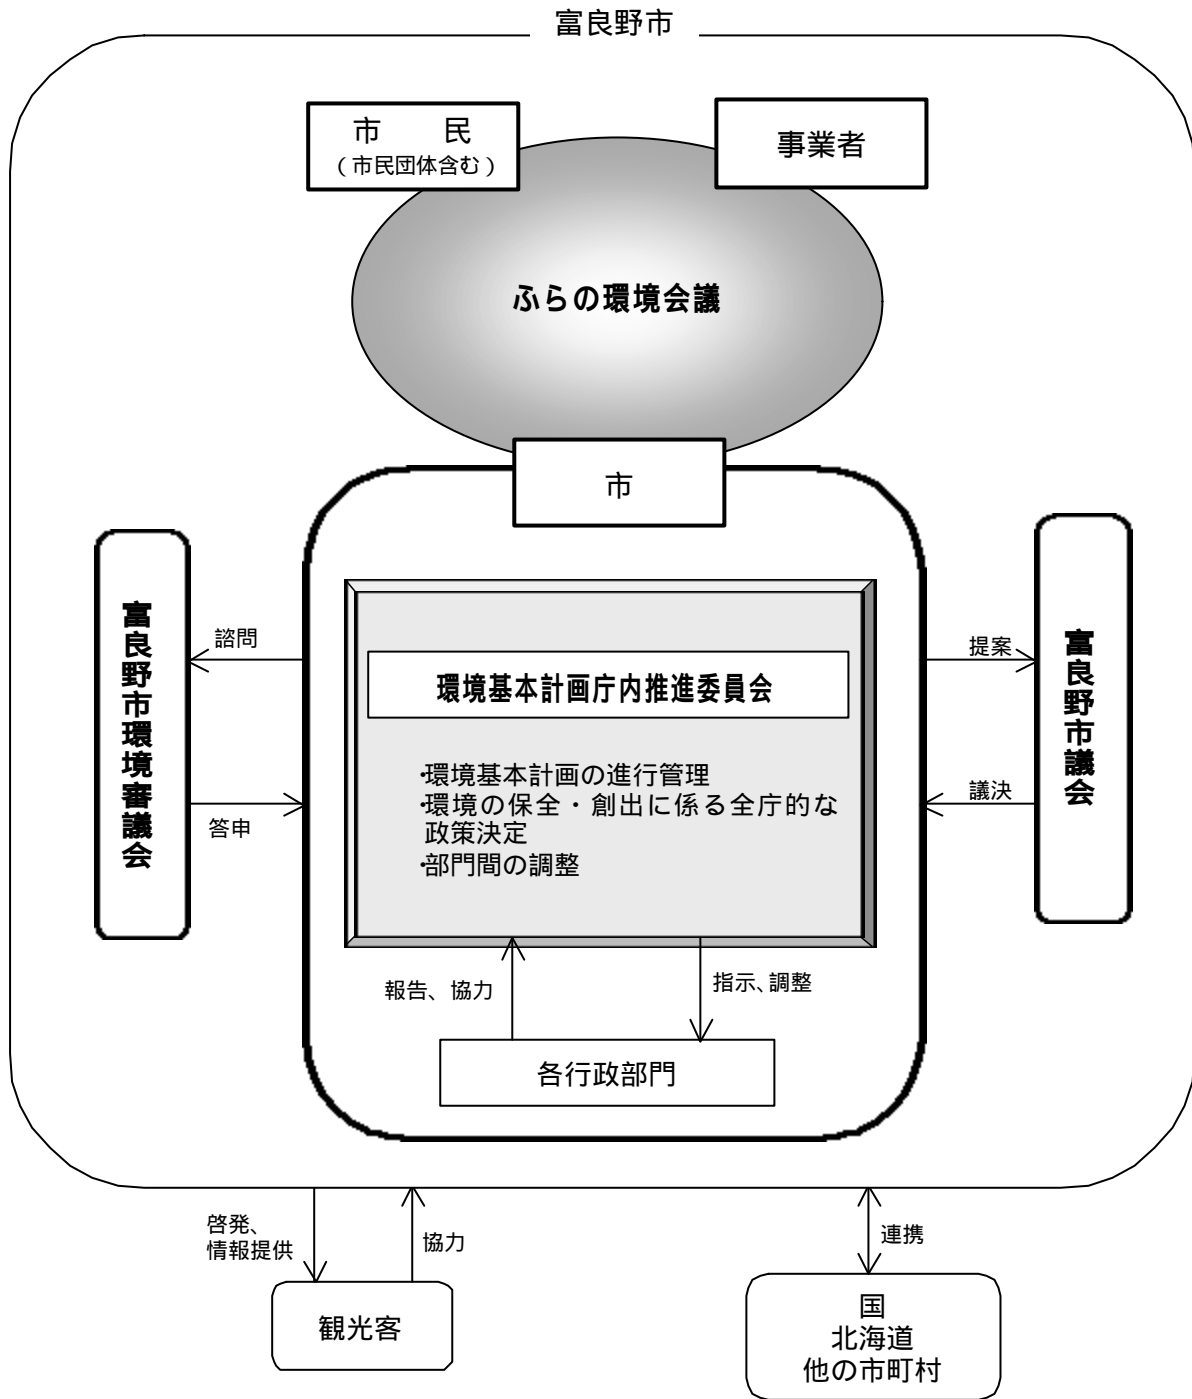 富良野市
市　　民
（市民団体含む）
事業者
ふらの環境会議
市
富良野市環境審議会
諮問
答申
環境基本計画庁内推進委員会
・環境基本計画の進行管理
・環境の保全・創出に係る全庁的な
政策決定
・部門間の調整
提案
議決
富良野市議会
報告、協力
指示、調整
各行政部門
啓発、
情報提供
協力
連携
観光客
国
北海道
他の市町村